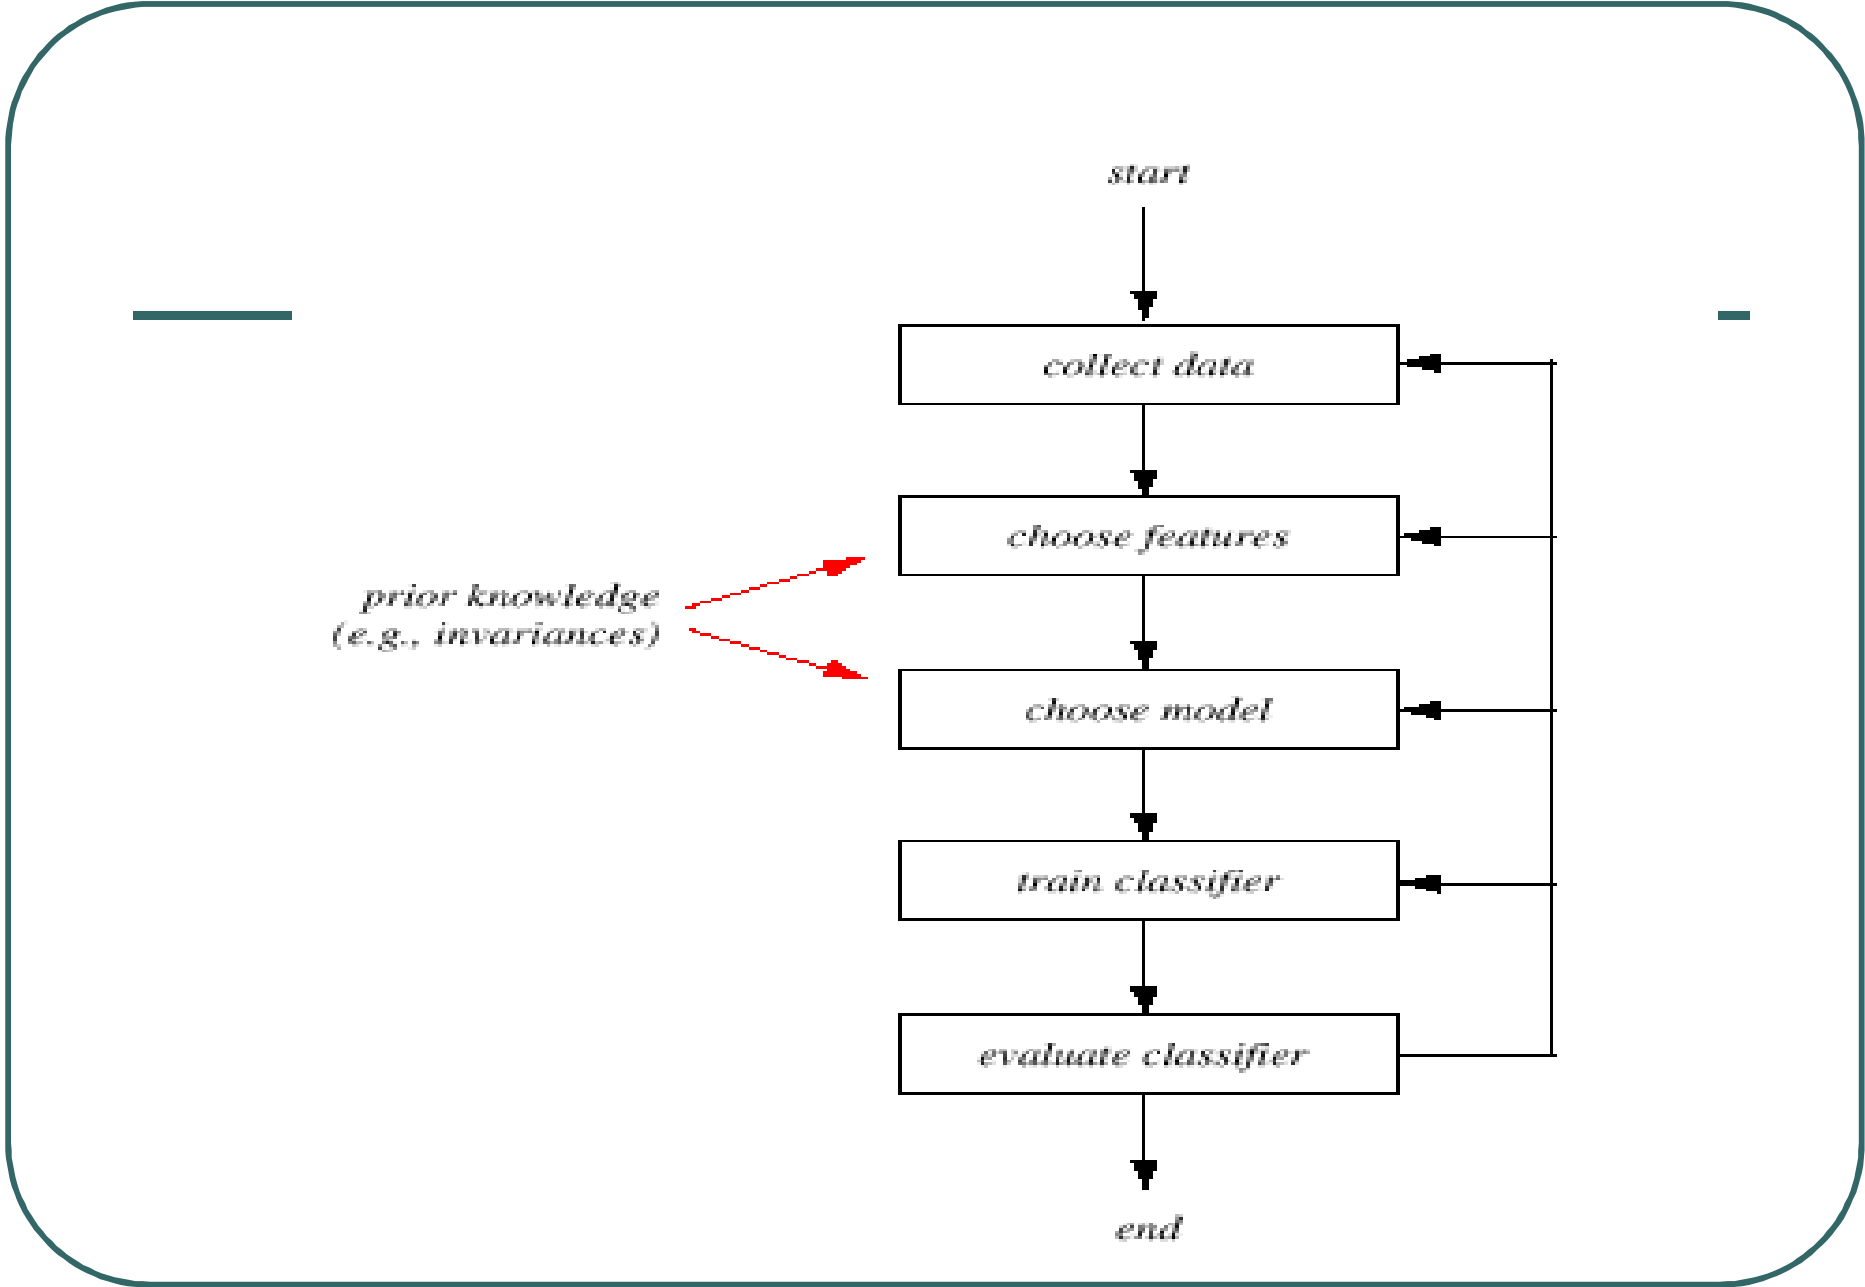 start
collect data
choose features
prior knowledge
(e.g., invariances)
choose model
train classifier
evaluate classifier
end